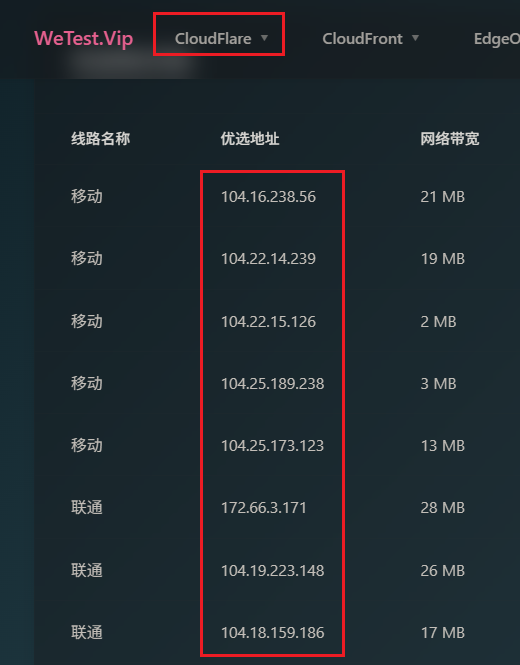 WeTest.Vip CloudFlare CloudFront EdgeO
线路名称 优选地址 网络带宽
移动 104.16.238.56 21 MB
移动 104.22.14.239 19 MB
移动 104.22.15.126 2 MB
移动 104.25.189.238 3 MB
移动 104.25.173.123 13 MB
联通 172.66.3.171 28 MB
联通 104.19.223.148 26 MB
联通 104.18.159.186 17 MB